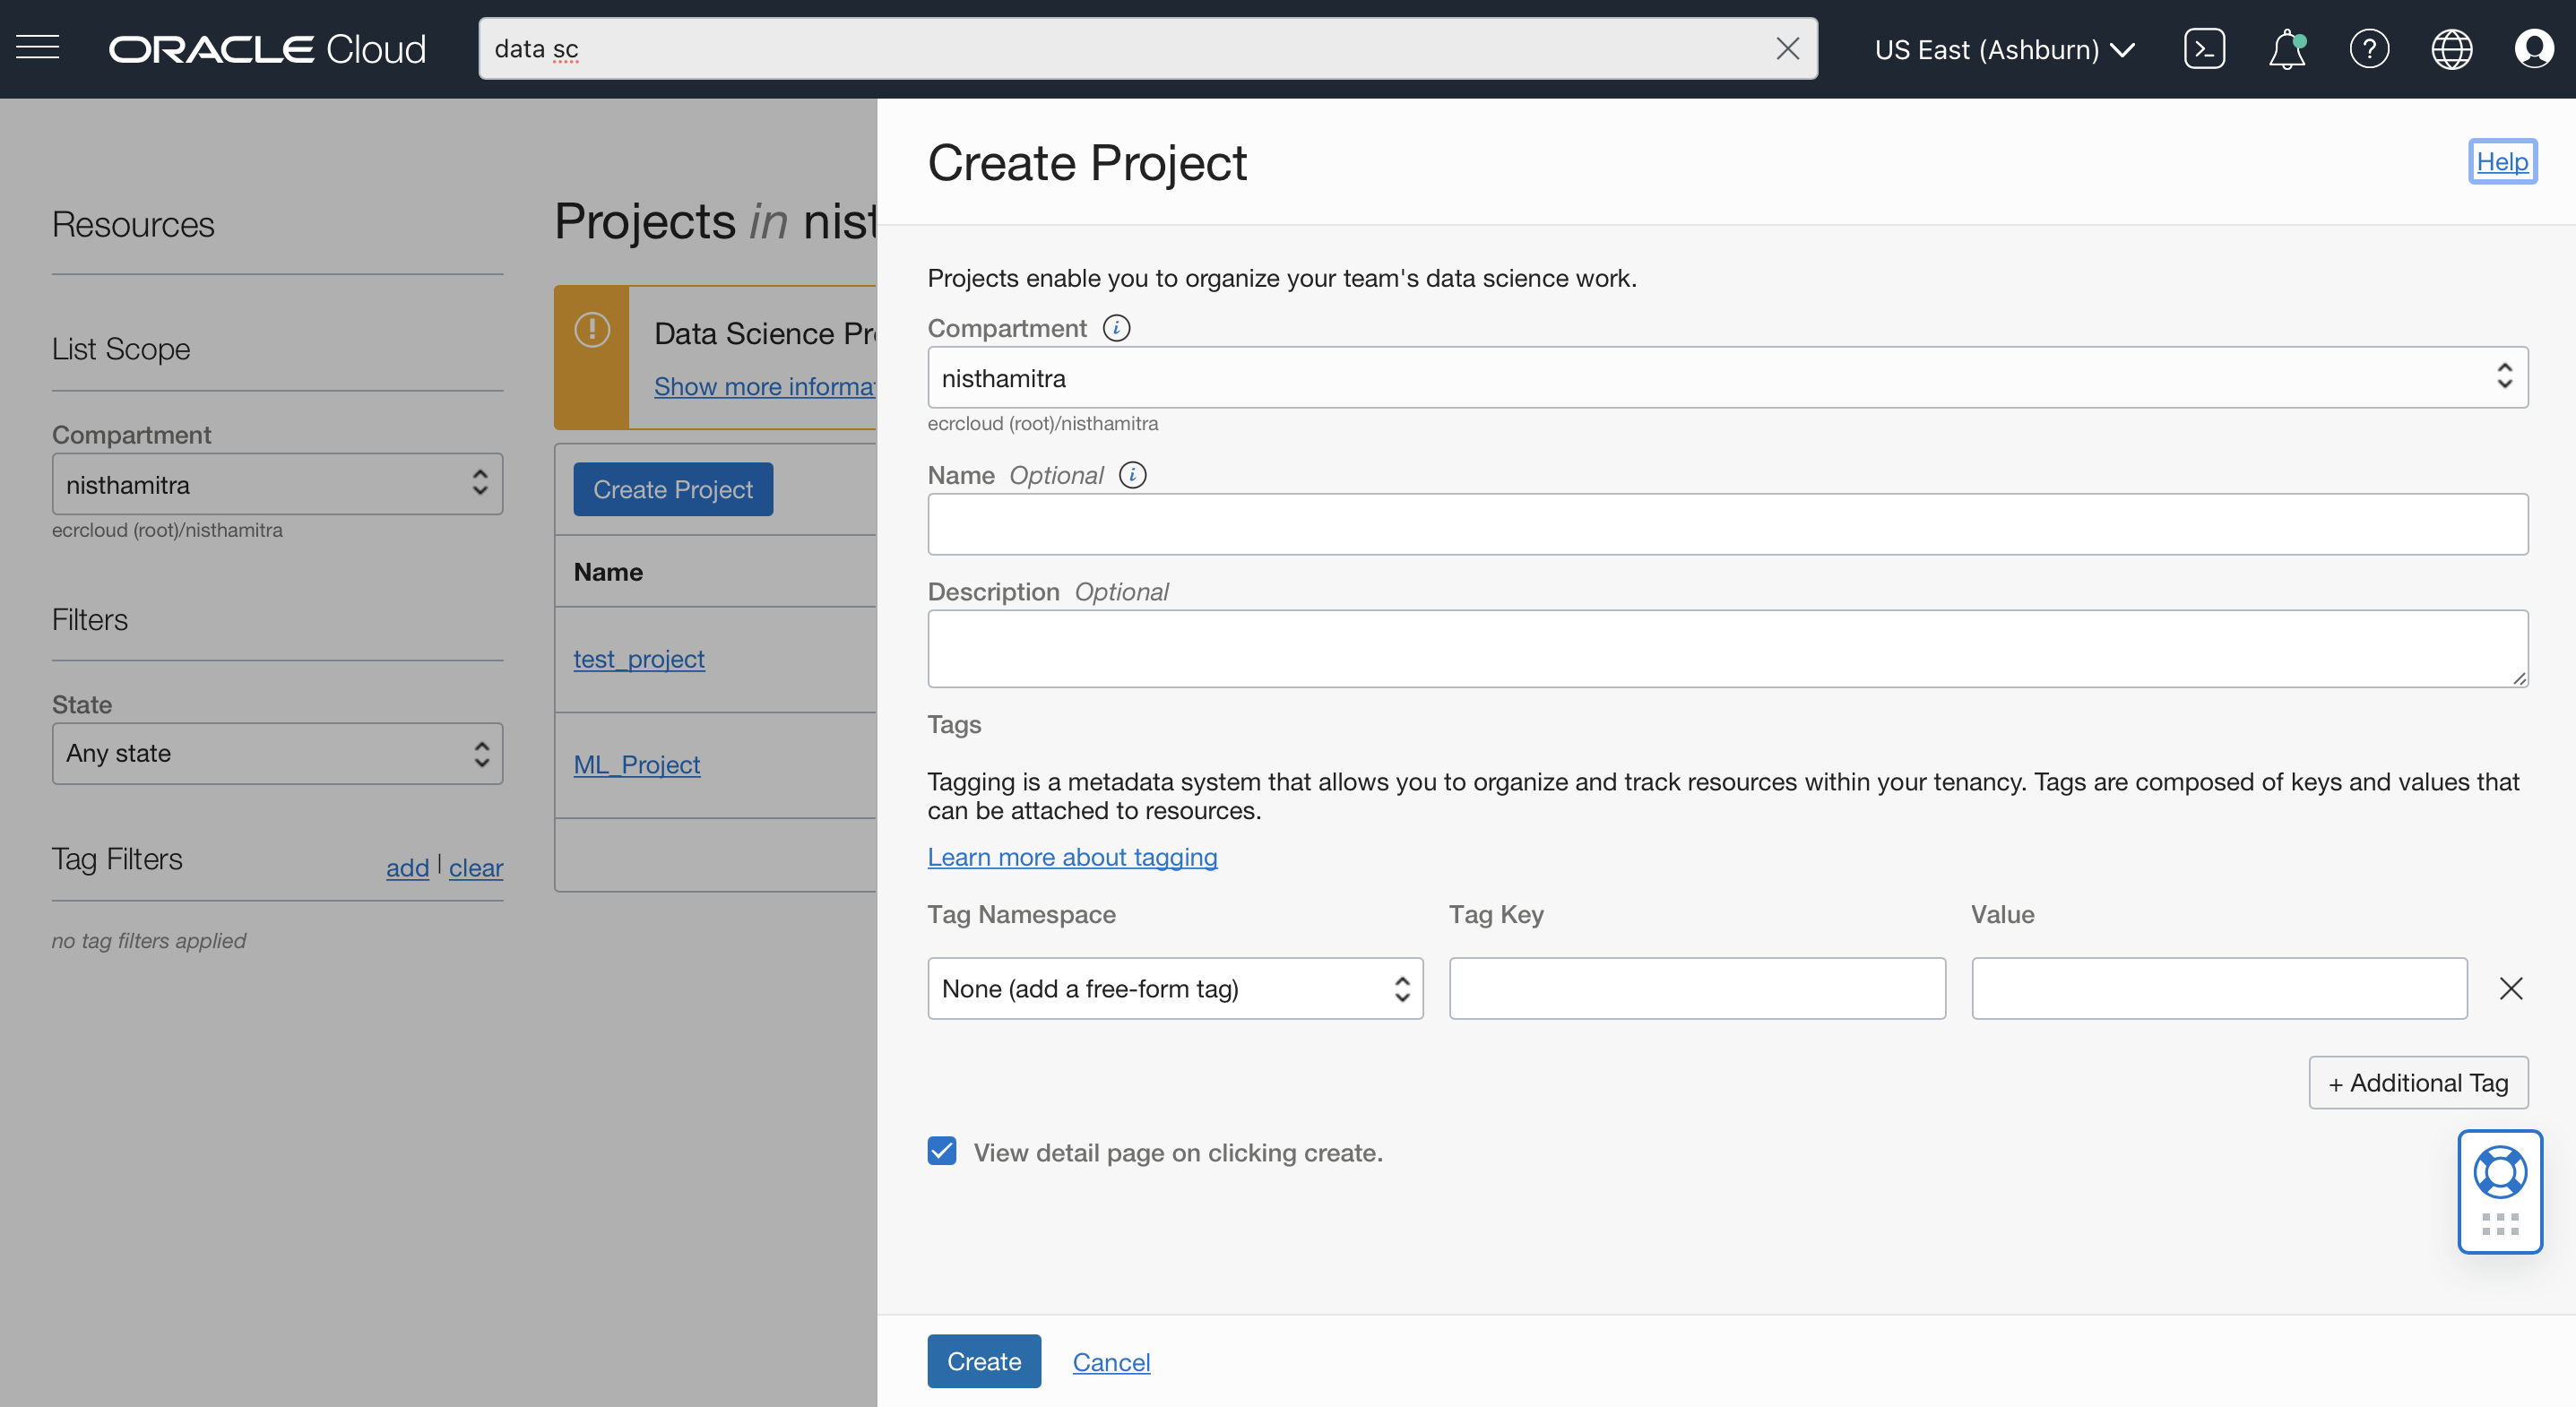 ORACLE Cloud
data sc
US East (Ashburn)
Resources
List Scope
Compartment
nisthamitra
ecrcloud (root)/nisthamitra
Filters
State
Any state
Tag Filters
add | clear
no tag filters applied
Projects in nist
Data Science Pr
Show more informa
Create Project
Name
test_project
ML_Project
Create Project
Help
Projects enable you to organize your team's data science work.
Compartment
nisthamitra
ecrcloud (root)/nisthamitra
Name Optional
Description Optional
Tags
Tagging is a metadata system that allows you to organize and track resources within your tenancy. Tags are composed of keys and values that
can be attached to resources.
Learn more about tagging
Tag Namespace Tag Key Value
None (add a free-form tag)
+ Additional Tag
View detail page on clicking create.
Create Cancel